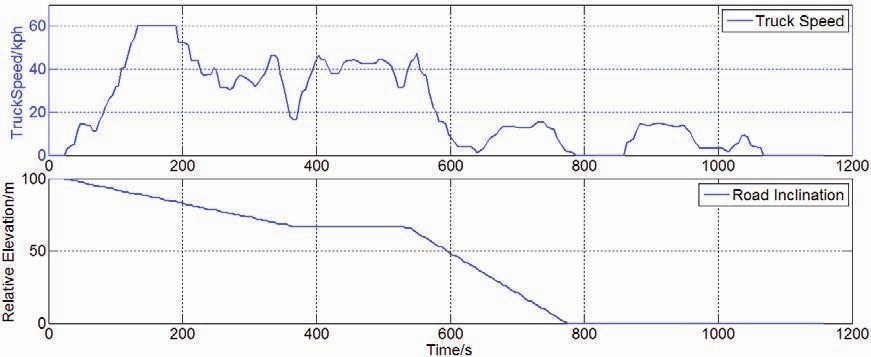 TruckSpeed/kph
60
40
20
0
Truck Speed
0 200 400 600 800 1000 1200
Relative Elevation/m
100
50
0
Road Inclination
0 200 400 600 800 1000 1200
Time/s